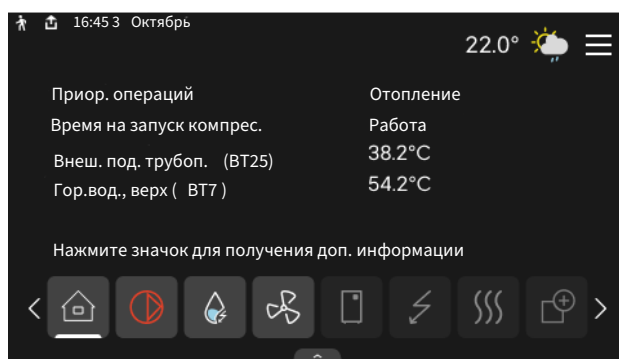 16:45 3 Октябрь
22.0°
Приор. операций Отопление
Время на запуск компрес. Работа
Внеш. под. трубоп. (BT25) 38.2°C
Гор.вод., верх ( BT7 ) 54.2°C
Нажмите значок для получения доп. информации